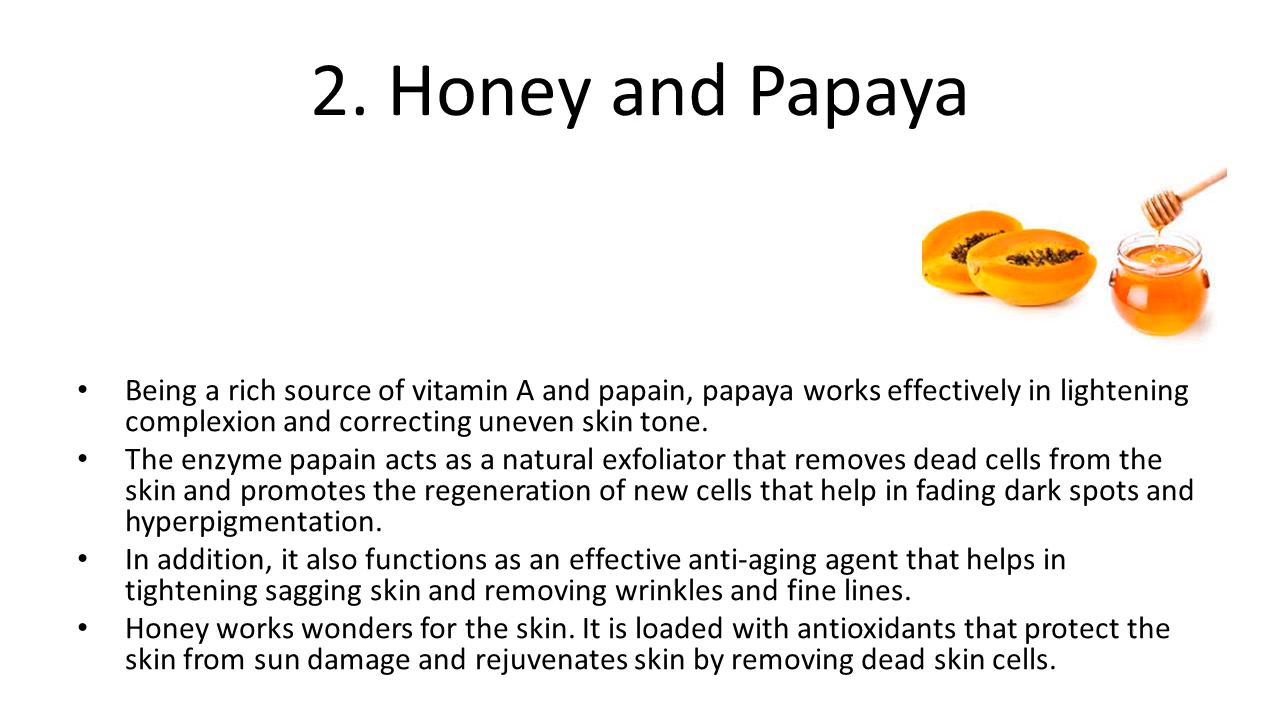 2. Honey and Papaya
• Being a rich source of vitamin A and papain, papaya works effectively in lightening
complexion and correcting uneven skin tone.
• The enzyme papain acts as a natural exfoliator that removes dead cells from the
skin and promotes the regeneration of new cells that help in fading dark spots and
hyperpigmentation.
• In addition, it also functions as an effective anti-aging agent that helps in
tightening sagging skin and removing wrinkles and fine lines.
• Honey works wonders for the skin. It is loaded with antioxidants that protect the
skin from sun damage and rejuvenates skin by removing dead skin cells.